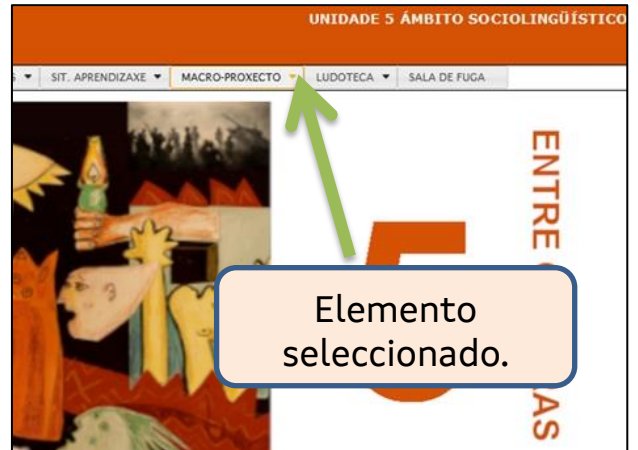 UNIDADE 5 ÁMBITO SOCIOLINGÜÍSTICO
SIT. APRENDIZAXE MACRO-PROXECTO LUDOTECA SALA DE FUGA
ENTRE
5
Elemento
seleccionado.